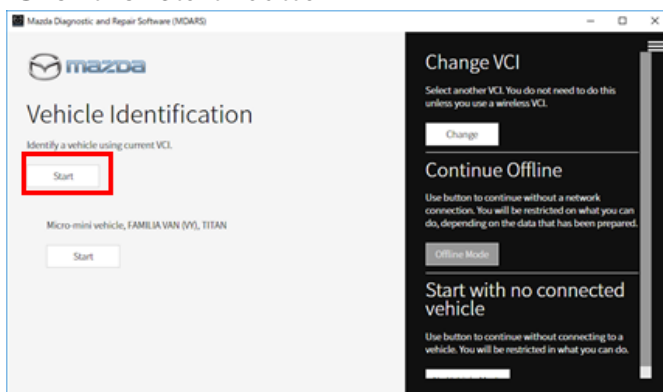 Mazda Diagnostic and Repair Software (MDARS)
mazda
Vehicle Identification
Identify a vehicle using current VCI.
Start
Micro-mini vehicle, FAMILIA VAN (VY), TITAN
Start
Change VCI
Select another VCI. You do not need to do this
unless you use a wireless VCI.
Change
Continue Offline
Use button to continue without a network
connection. You will be restricted on what you can
do, depending on the data that has been prepared.
Offline Mode
Start with no connected
vehicle
Use button to continue without connecting to a
vehicle. You will be restricted in what you can do.